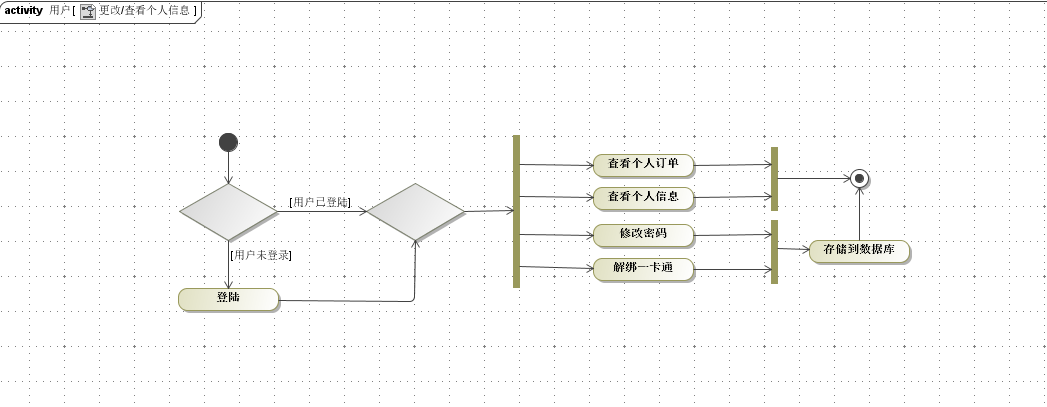 activity 用户[ 更改/查看个人信息 ]
[用户已登陆]
[用户未登录]
登陆
查看个人订单
查看个人信息
修改密码
解绑一卡通
存储到数据库